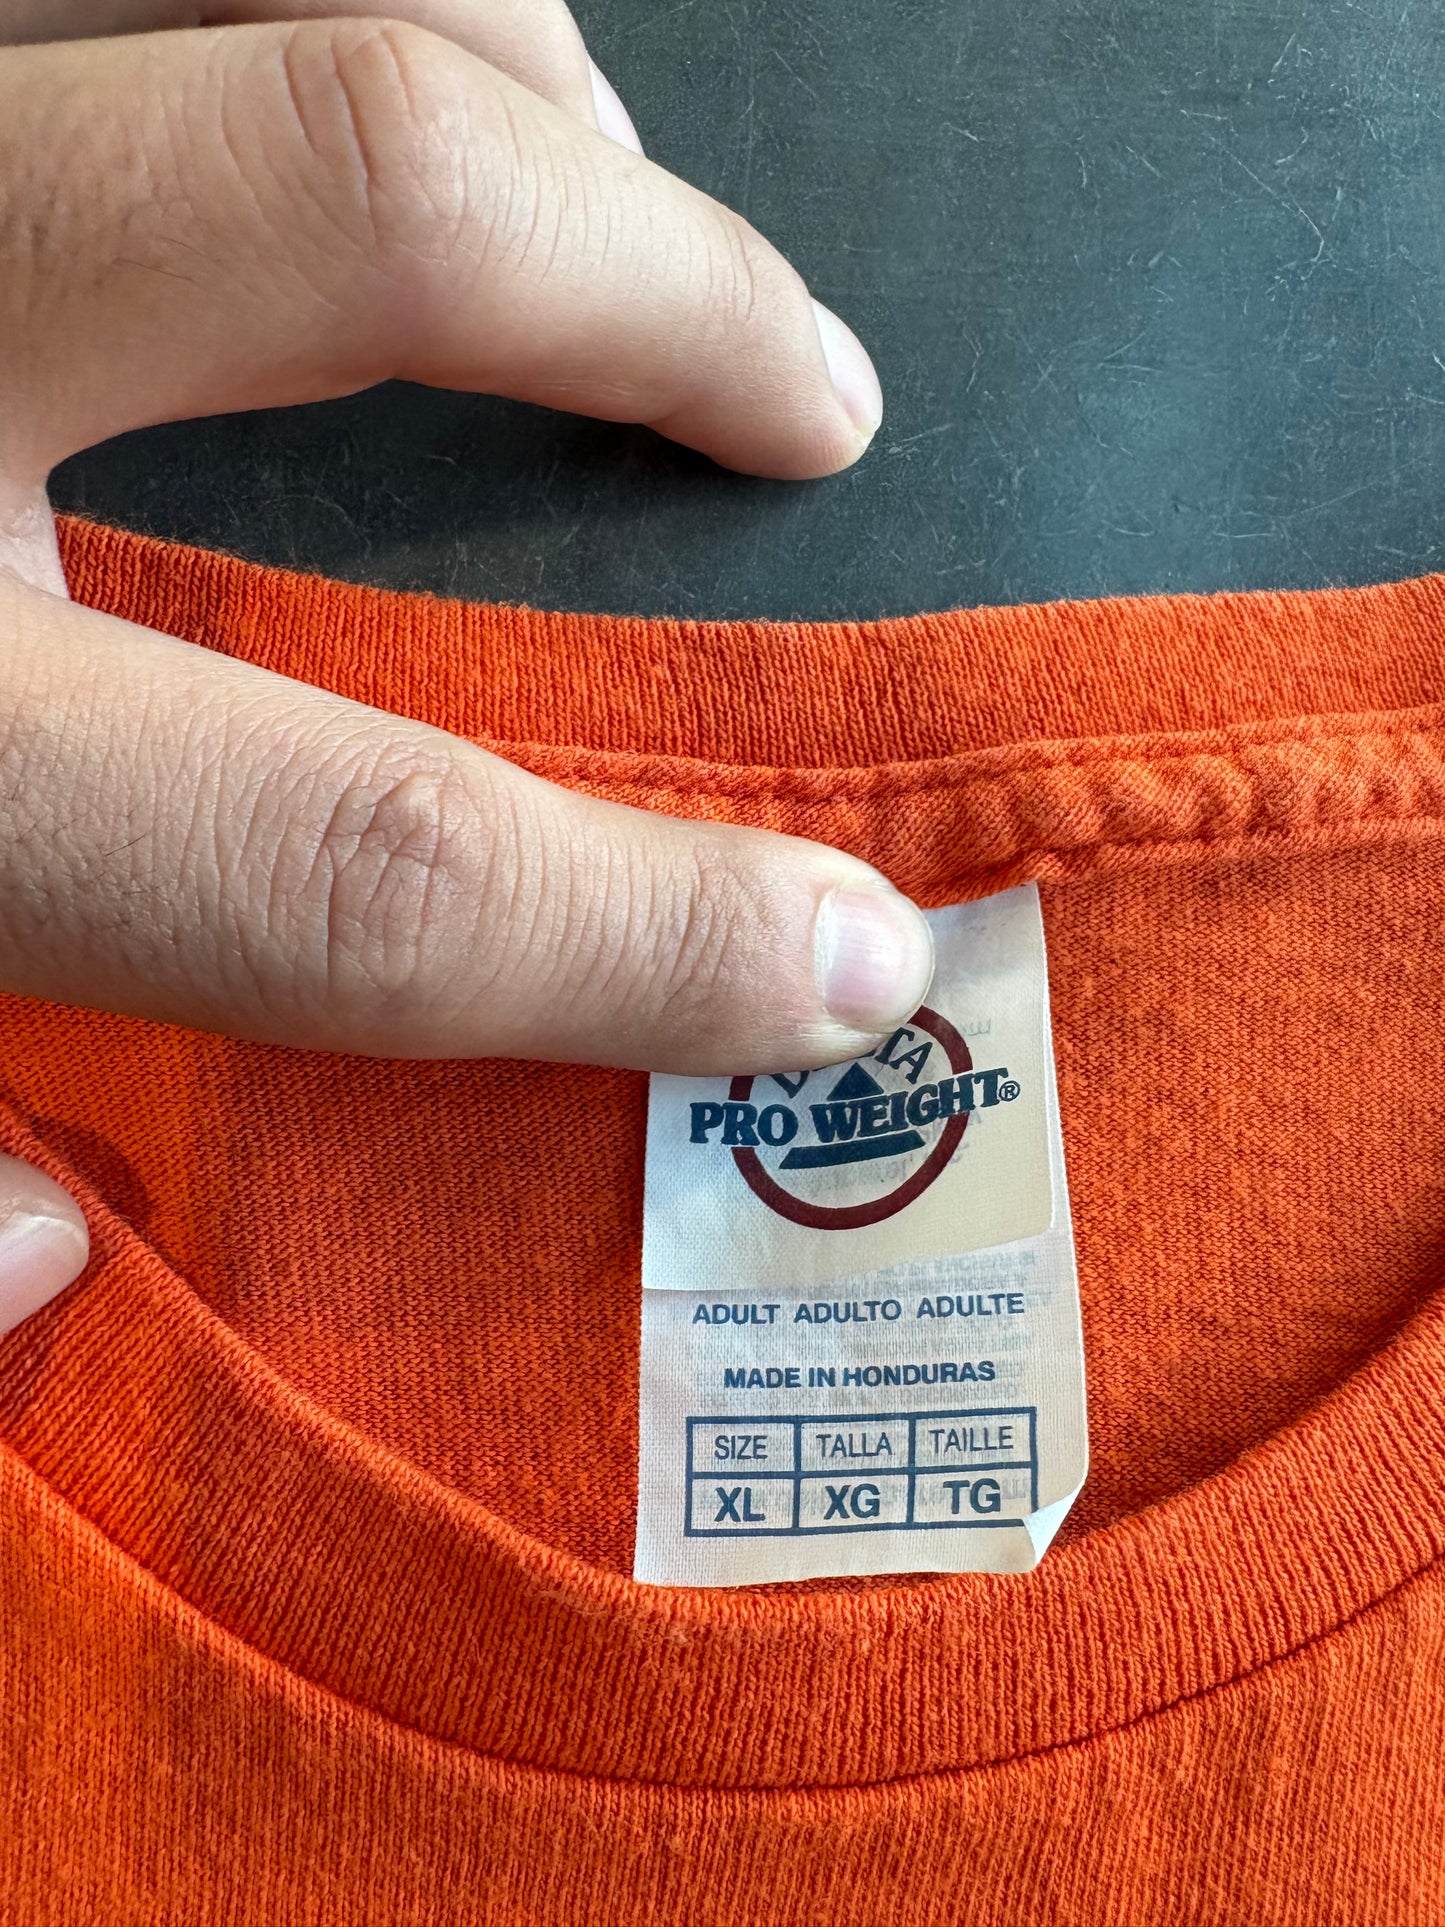 PRO WEIGHT®
ADULT ADULTO ADULTE
MADE IN HONDURAS
SIZE TALLA TAILLE
XL XG TG